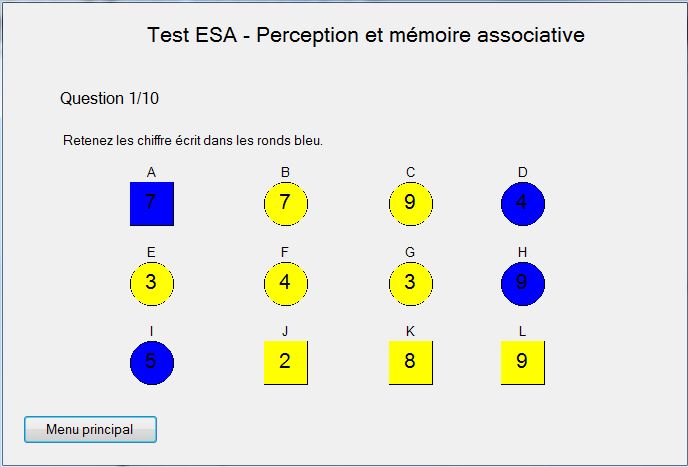 Test ESA - Perception et mémoire associative
Question 1/10
Retenez les chiffre écrit dans les ronds bleu.
A B C D
7 7 9 4
E F G H
3 4 3 9
I J K L
5 2 8 9
Menu principal